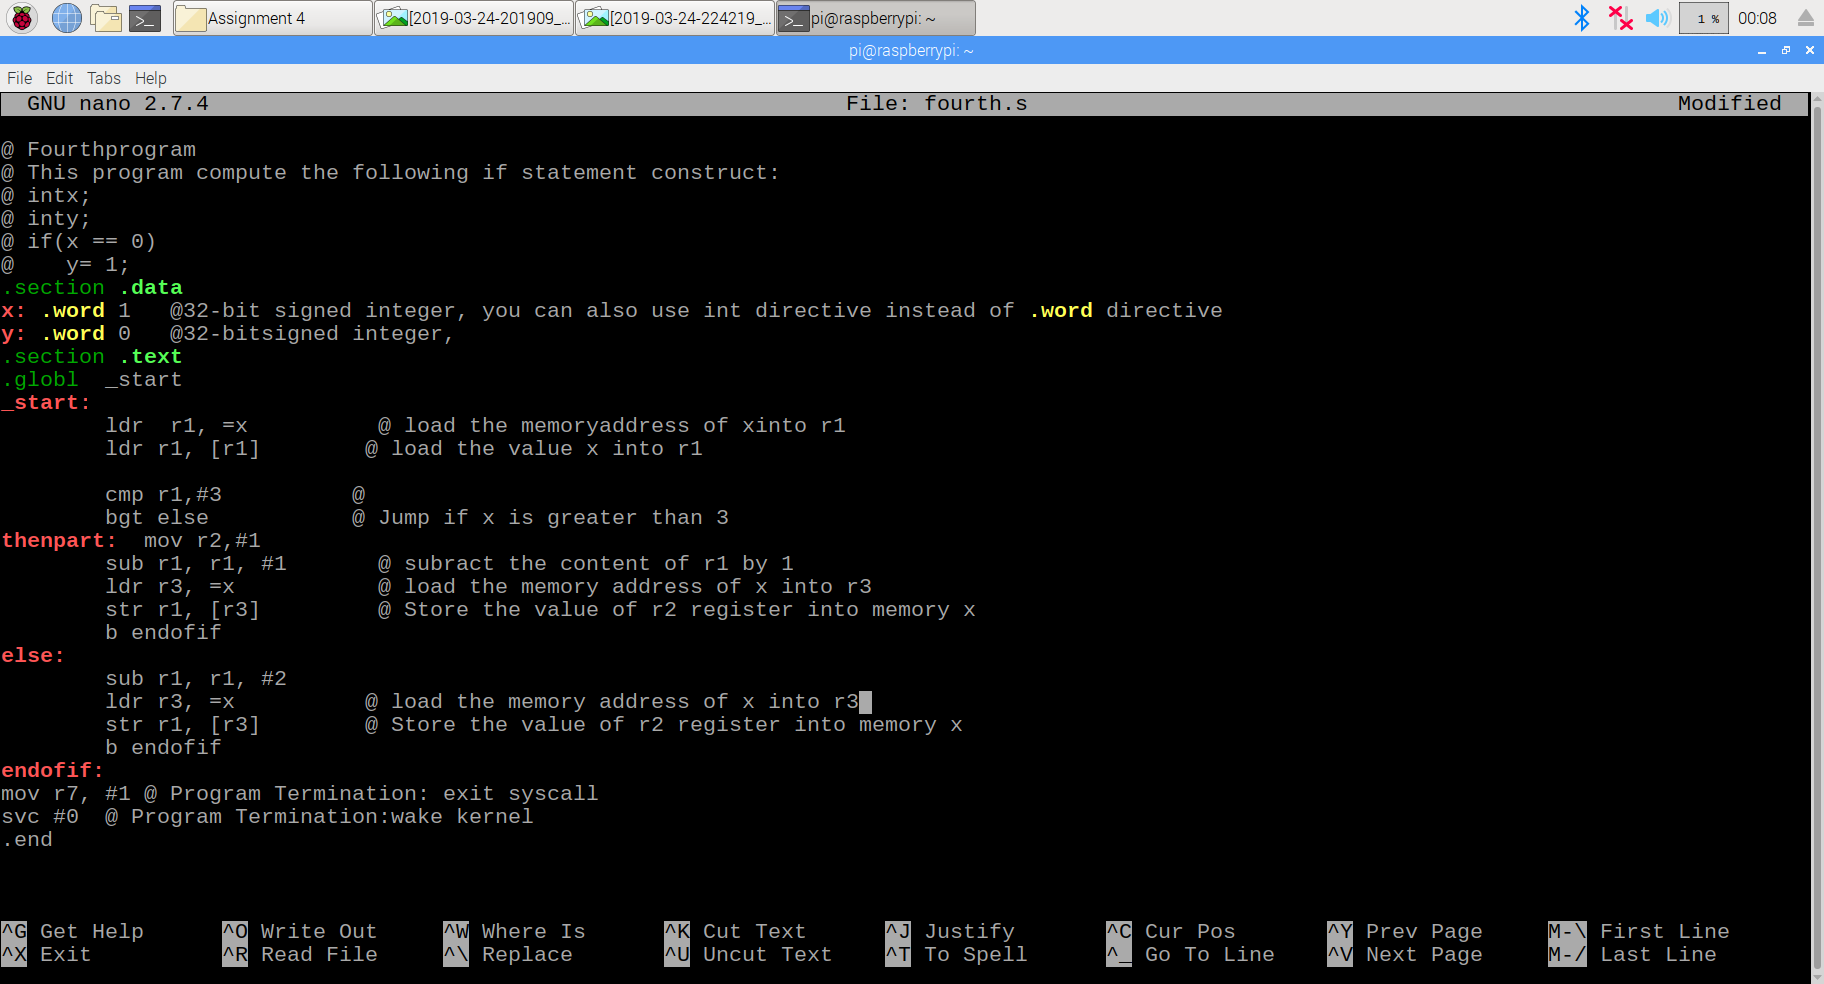 Assignment 4 [2019-03-24-201909_... [2019-03-24-224219_... pi@raspberrypi: ~ 1 % 00:08
pi@raspberrypi: ~
File Edit Tabs Help
GNU nano 2.7.4 File: fourth.s Modified
@ Fourthprogram
@ This program compute the following if statement construct:
@ intx;
@ inty;
@ if(x == 0)
@    y= 1;
.section .data
x: .word 1   @32-bit signed integer, you can also use int directive instead of .word directive
y: .word 0   @32-bitsigned integer,
.section .text
.globl  _start
_start:
        ldr  r1, =x          @ load the memoryaddress of xinto r1
        ldr r1, [r1]        @ load the value x into r1
        cmp r1,#3          @
        bgt else           @ Jump if x is greater than 3
thenpart:  mov r2,#1
        sub r1, r1, #1       @ subract the content of r1 by 1
        ldr r3, =x           @ load the memory address of x into r3
        str r1, [r3]         @ Store the value of r2 register into memory x
        b endofif
else:
        sub r1, r1, #2
        ldr r3, =x          @ load the memory address of x into r3
        str r1, [r3]        @ Store the value of r2 register into memory x
        b endofif
endofif:
mov r7, #1 @ Program Termination: exit syscall
svc #0  @ Program Termination:wake kernel
.end
^G Get Help ^O Write Out ^W Where Is ^K Cut Text ^J Justify ^C Cur Pos ^Y Prev Page M-\ First Line
^X Exit ^R Read File ^\ Replace ^U Uncut Text ^T To Spell ^_ Go To Line ^V Next Page M-/ Last Line